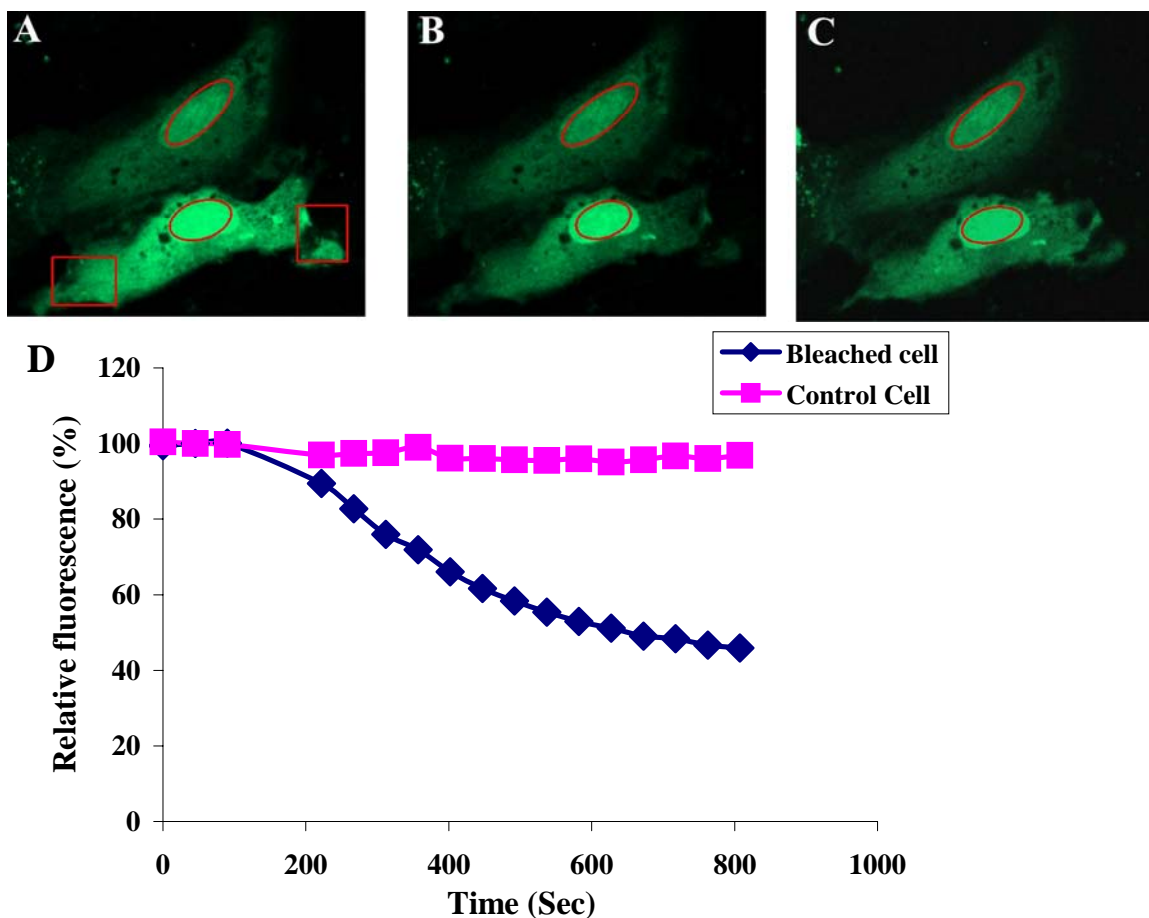 A
B
C
D
Bleached cell
Control Cell
Relative fluorescence (%)
120
100
80
60
40
20
0
0 200 400 600 800 1000
Time (Sec)